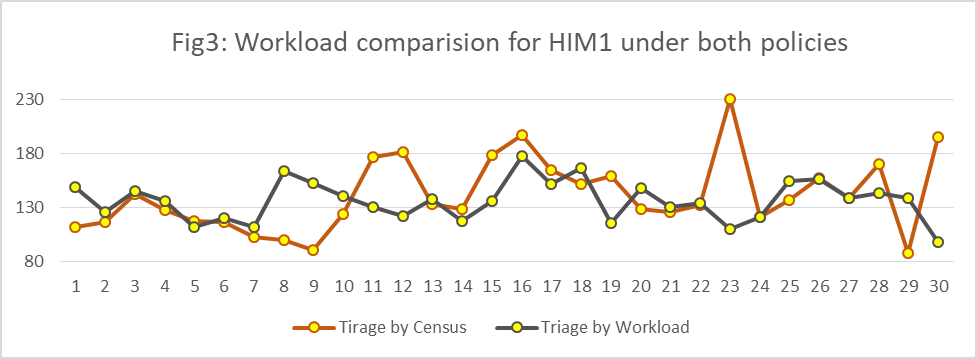 Fig3: Workload comparision for HIM1 under both policies
230
180
130
80
1 2 3 4 5 6 7 8 9 10 11 12 13 14 15 16 17 18 19 20 21 22 23 24 25 26 27 28 29 30
Tirage by Census Triage by Workload